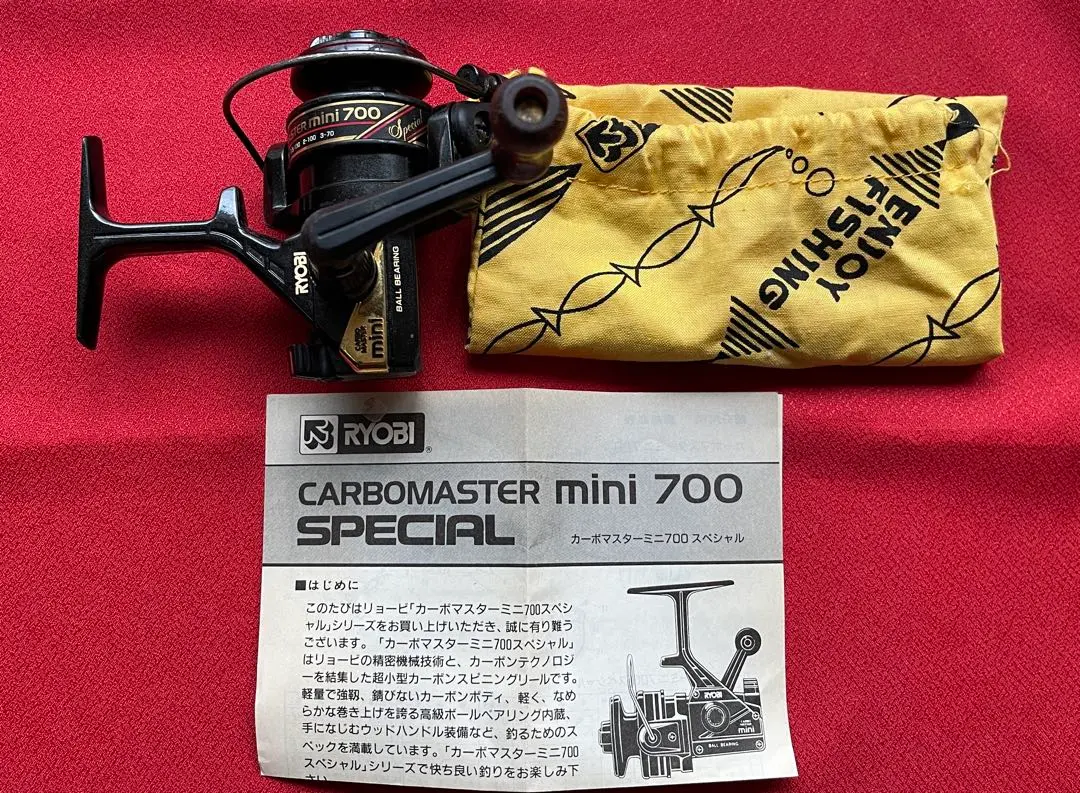 MASTER mini 700
Special
2-100 3-70
RYOBI
BALL BEARING
CARBO
MASTER
mini
ENJOY
FISHING
RYOBI®
CARBOMASTER mini 700
SPECIAL
カーボマスターミニ700 スペシャル
■はじめに
このたびはリョービ「カーボマスターミニ700スペシ
ャル」シリーズをお買い上げいただき、誠に有り難う
ございます。「カーボマスターミニ700スペシャル」
はリョービの精密機械技術と、カーボンテクノロジ
ーを結集した超小型カーボンスピニングリールです。
軽量で強靱、錆びないカーボンボディ、軽く、なめ
らかな巻き上げを誇る高級ボールベアリング内蔵、
手になじむウッドハンドル装備など、釣るためのス
ペックを満載しています。「カーボマスターミニ700
スペシャル」シリーズで快ち良い釣りをお楽しみ下
さい
RYOBI
mini
BALL BEARING